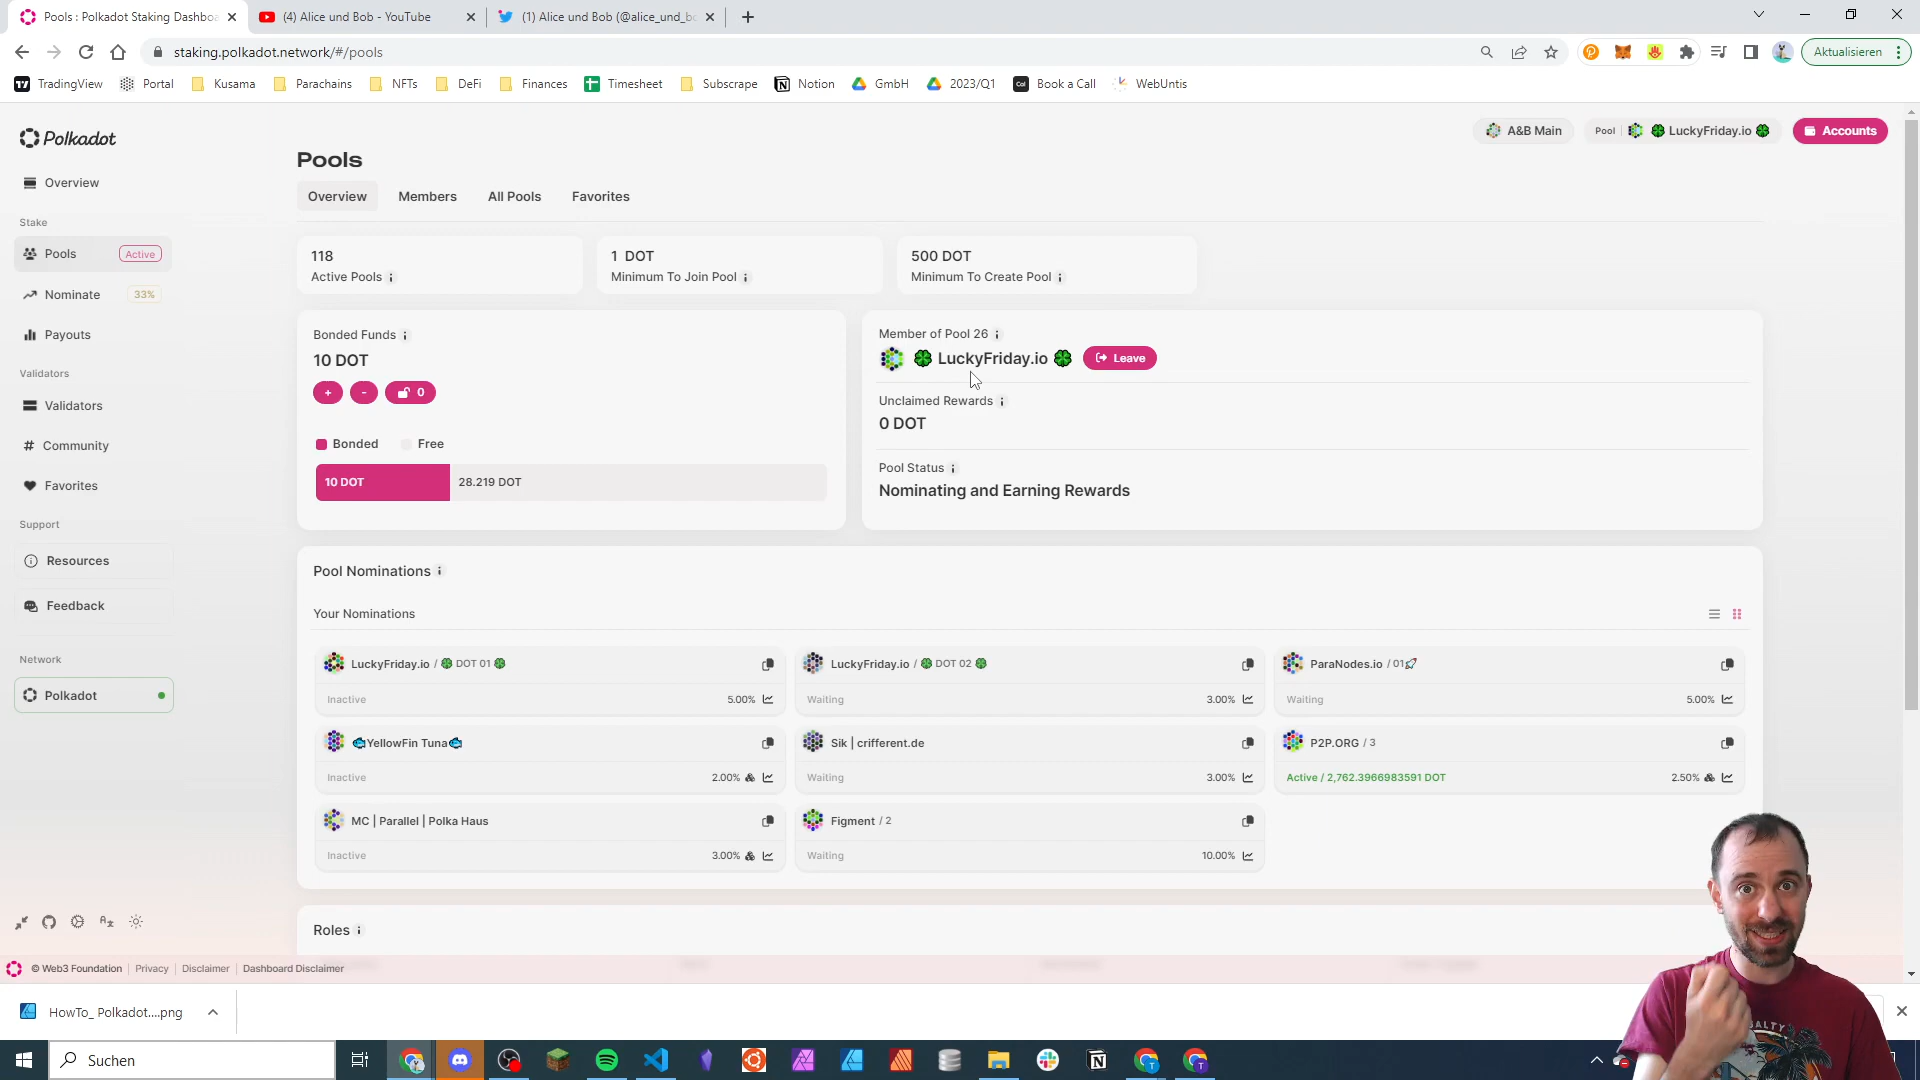 Pools : Polkadot Staking Dashboa
(4) Alice und Bob - YouTube
(1) Alice und Bob (@alice_und_bo
staking.polkadot.network/#/pools
Aktualisieren
TradingView
Portal
Kusama
Parachains
NFTs
DeFi
Finances
Timesheet
Subscrape
Notion
GmbH
2023/Q1
Book a Call
WebUntis
Polkadot
A&B Main
Pool
LuckyFriday.io
Accounts
Pools
Overview
Members
All Pools
Favorites
Overview
Stake
Pools
Active
Nominate
33%
Payouts
Validators
Validators
Community
Favorites
Support
Resources
Feedback
Network
Polkadot
118
Active Pools
1 DOT
Minimum To Join Pool
500 DOT
Minimum To Create Pool
Bonded Funds
10 DOT
+
-
0
Bonded
Free
10 DOT
28.219 DOT
Member of Pool 26
🍀 LuckyFriday.io 🍀
Leave
Unclaimed Rewards
0 DOT
Pool Status
Nominating and Earning Rewards
Pool Nominations
Your Nominations
LuckyFriday.io / 🍀 DOT 01 🍀
Inactive
5.00%
LuckyFriday.io / 🍀 DOT 02 🍀
Waiting
3.00%
ParaNodes.io / 01🚀
Waiting
5.00%
🐟YellowFin Tuna🐟
Inactive
2.00%
Sik | crifferent.de
Waiting
3.00%
P2P.ORG / 3
Active / 2,762.3966983591 DOT
2.50%
MC | Parallel | Polka Haus
Inactive
3.00%
Figment / 2
Waiting
10.00%
Roles
© Web3 Foundation
Privacy
Disclaimer
Dashboard Disclaimer
HowTo_ Polkadot....png
Suchen